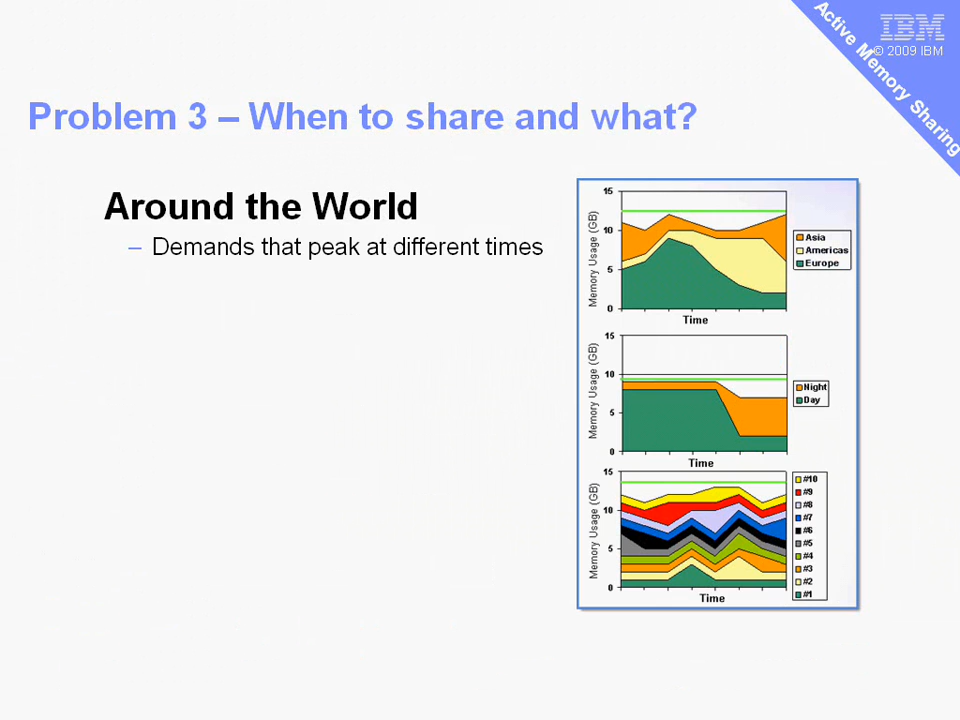 IBM
© 2009 IBM
Active Memory Sharing
Problem 3 – When to share and what?
Around the World
– Demands that peak at different times
15
10
5
0
Memory Usage (GB)
Time
Asia
Americas
Europe
15
10
5
0
Memory Usage (GB)
Time
Night
Day
15
10
5
0
Memory Usage (GB)
Time
#10
#9
#8
#7
#6
#5
#4
#3
#2
#1